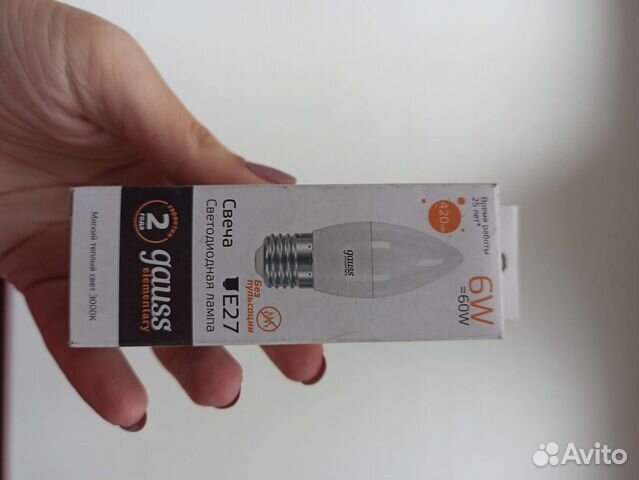 2
гарантия
года
gauss
elementary
Мягкий теплый свет 3000K
Свеча
Светодиодная лампа
E27
Без
пульсации
gauss
420
Время работы
25 лет*
6W
=60W
Avito